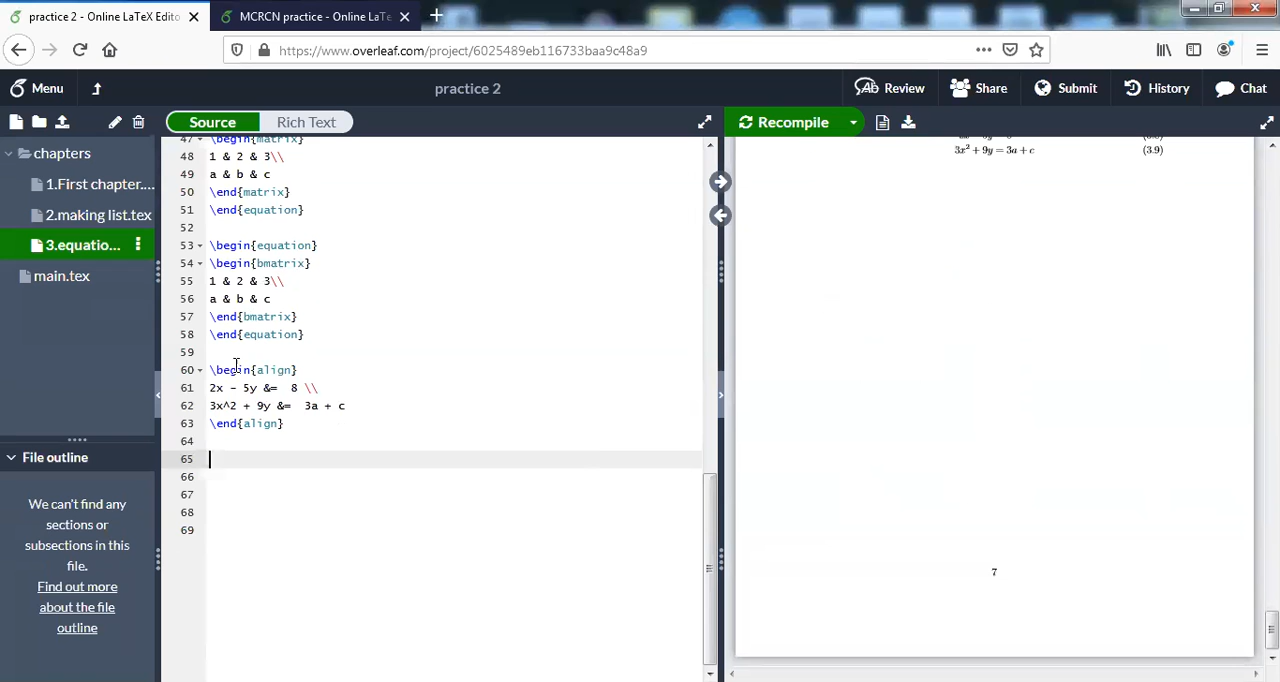 practice 2 - Online LaTeX Edito
MCRCN practice - Online LaTe
https://www.overleaf.com/project/6025489eb116733baa9c48a9
Menu
practice 2
Review
Share
Submit
History
Chat
Source
Rich Text
Recompile
chapters
1.First chapter....
2.making list.tex
3.equatio...
main.tex
47 \begin{matrix}
48 1 & 2 & 3\\
49 a & b & c
50 \end{matrix}
51 \end{equation}
52
53 \begin{equation}
54 \begin{bmatrix}
55 1 & 2 & 3\\
56 a & b & c
57 \end{bmatrix}
58 \end{equation}
59
60 \begin{align}
61 2x - 5y &=  8 \\
62 3x^2 + 9y &=  3a + c
63 \end{align}
64
65
66
67
68
69
File outline
We can't find any
sections or
subsections in this
file.
Find out more
about the file
outline
3x² + 9y = 3a + c (3.9)
7